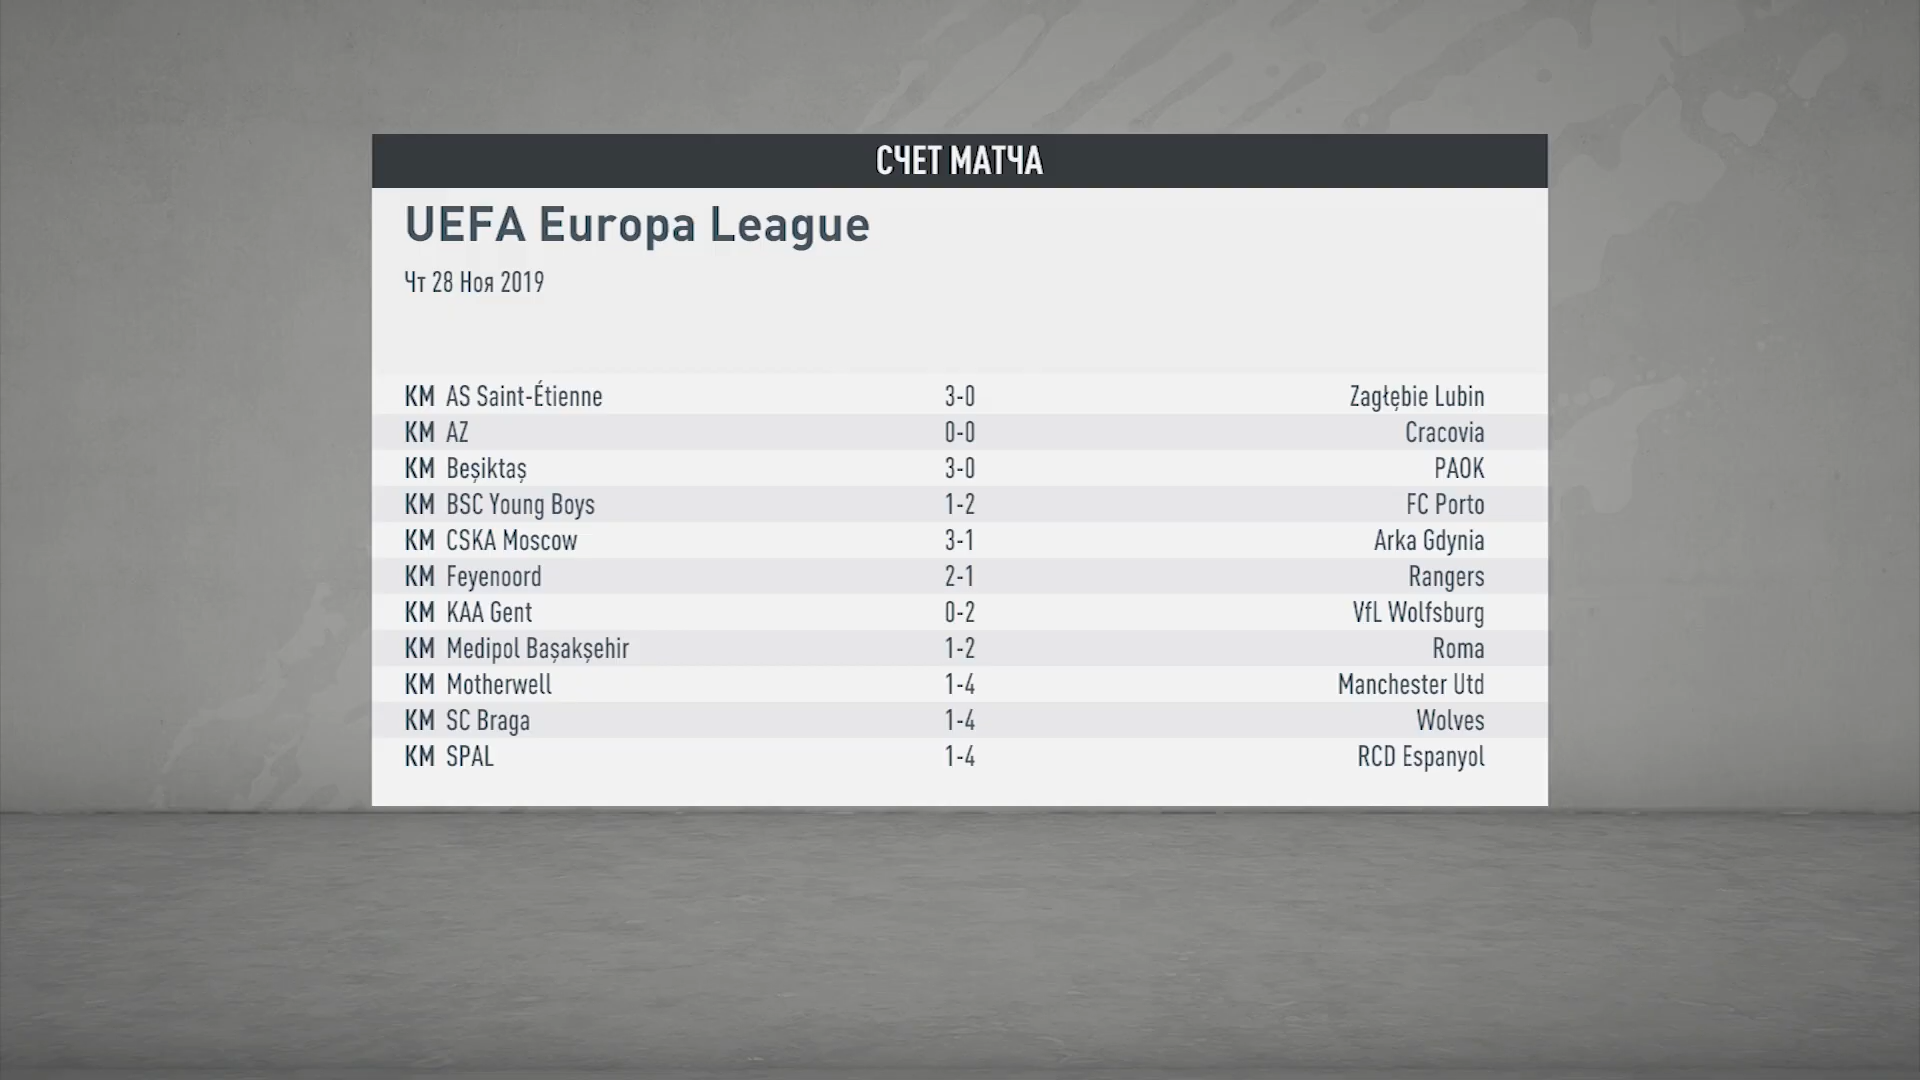 СЧЕТ МАТЧА
UEFA Europa League
Чт 28 Ноя 2019
КМ AS Saint-Étienne 3-0 Zagłębie Lubin
КМ AZ 0-0 Cracovia
КМ Beşiktaş 3-0 PAOK
КМ BSC Young Boys 1-2 FC Porto
КМ CSKA Moscow 3-1 Arka Gdynia
КМ Feyenoord 2-1 Rangers
КМ KAA Gent 0-2 VfL Wolfsburg
КМ Medipol Başakşehir 1-2 Roma
КМ Motherwell 1-4 Manchester Utd
КМ SC Braga 1-4 Wolves
КМ SPAL 1-4 RCD Espanyol